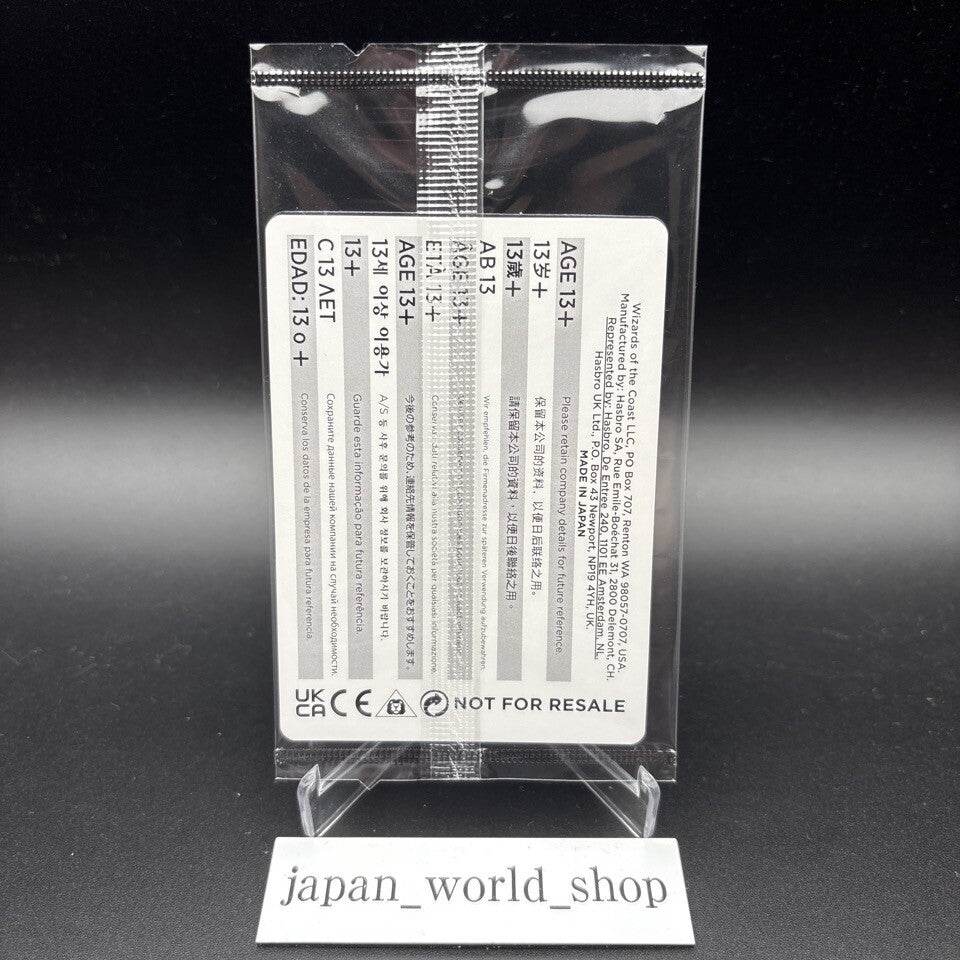 Wizards of the Coast LLC, PO Box 707, Renton WA 98057-0707, USA.
Manufactured by: Hasbro SA, Rue Emile-Boéchat 31, 2800 Delemont, CH.
Represented by: Hasbro, De Entree 240, 1101 EE Amsterdam, NL.
Hasbro UK Ltd., P.O. Box 43 Newport, NP19 4YH, UK.
MADE IN JAPAN
AGE 13+ Please retain company details for future reference.
13岁+ 保留本公司的资料，以便日后联络之用。
13歲+ 請保留本公司的資料，以便日後聯絡之用。
AB 13 Wir empfehlen, die Firmenadresse zur späteren Verwendung aufzubewahren.
AGE 13+
ETÀ 13+ Conservare i dati relativi alla nostra società per qualsiasi informazione.
AGE 13+ 今後の参考のため、連絡先情報を保管しておくことをおすすめします。
13세 이상 이용가 A/S 등 사후 문의를 위해 회사 정보를 보관하시기 바랍니다.
13+ Guarde esta informação para futura referência.
С 13 ЛЕТ Сохраните данные нашей компании на случай необходимости.
EDAD: 13 o + Conserva los datos de la empresa para futura referencia.
UK
CA CE NOT FOR RESALE
japan_world_shop